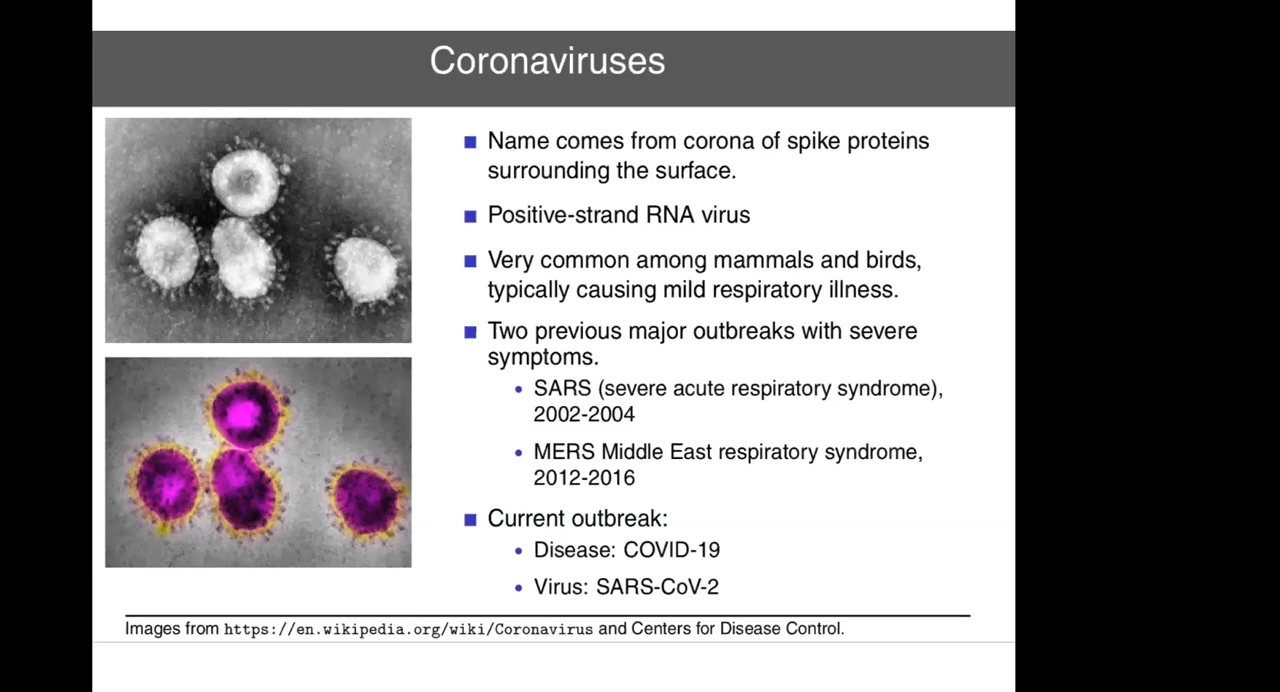 Coronaviruses
Name comes from corona of spike proteins
surrounding the surface.
Positive-strand RNA virus
Very common among mammals and birds,
typically causing mild respiratory illness.
Two previous major outbreaks with severe
symptoms.
SARS (severe acute respiratory syndrome),
2002-2004
MERS Middle East respiratory syndrome,
2012-2016
Current outbreak:
Disease: COVID-19
Virus: SARS-CoV-2
Images from https://en.wikipedia.org/wiki/Coronavirus and Centers for Disease Control.